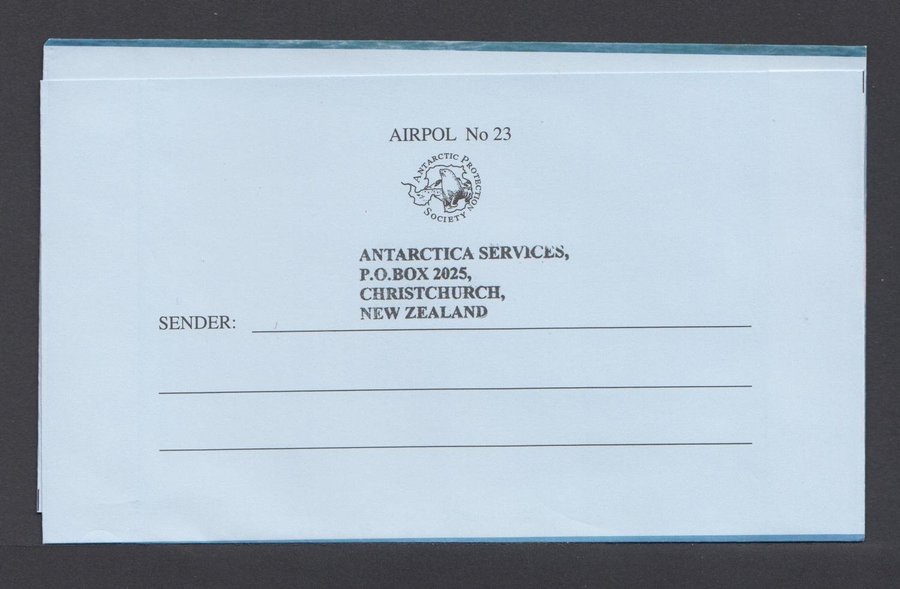 AIRPOL No 23
ANTARCTIC PROTECTION
SOCIETY
ANTARCTICA SERVICES,
P.O.BOX 2025,
CHRISTCHURCH,
NEW ZEALAND
SENDER: